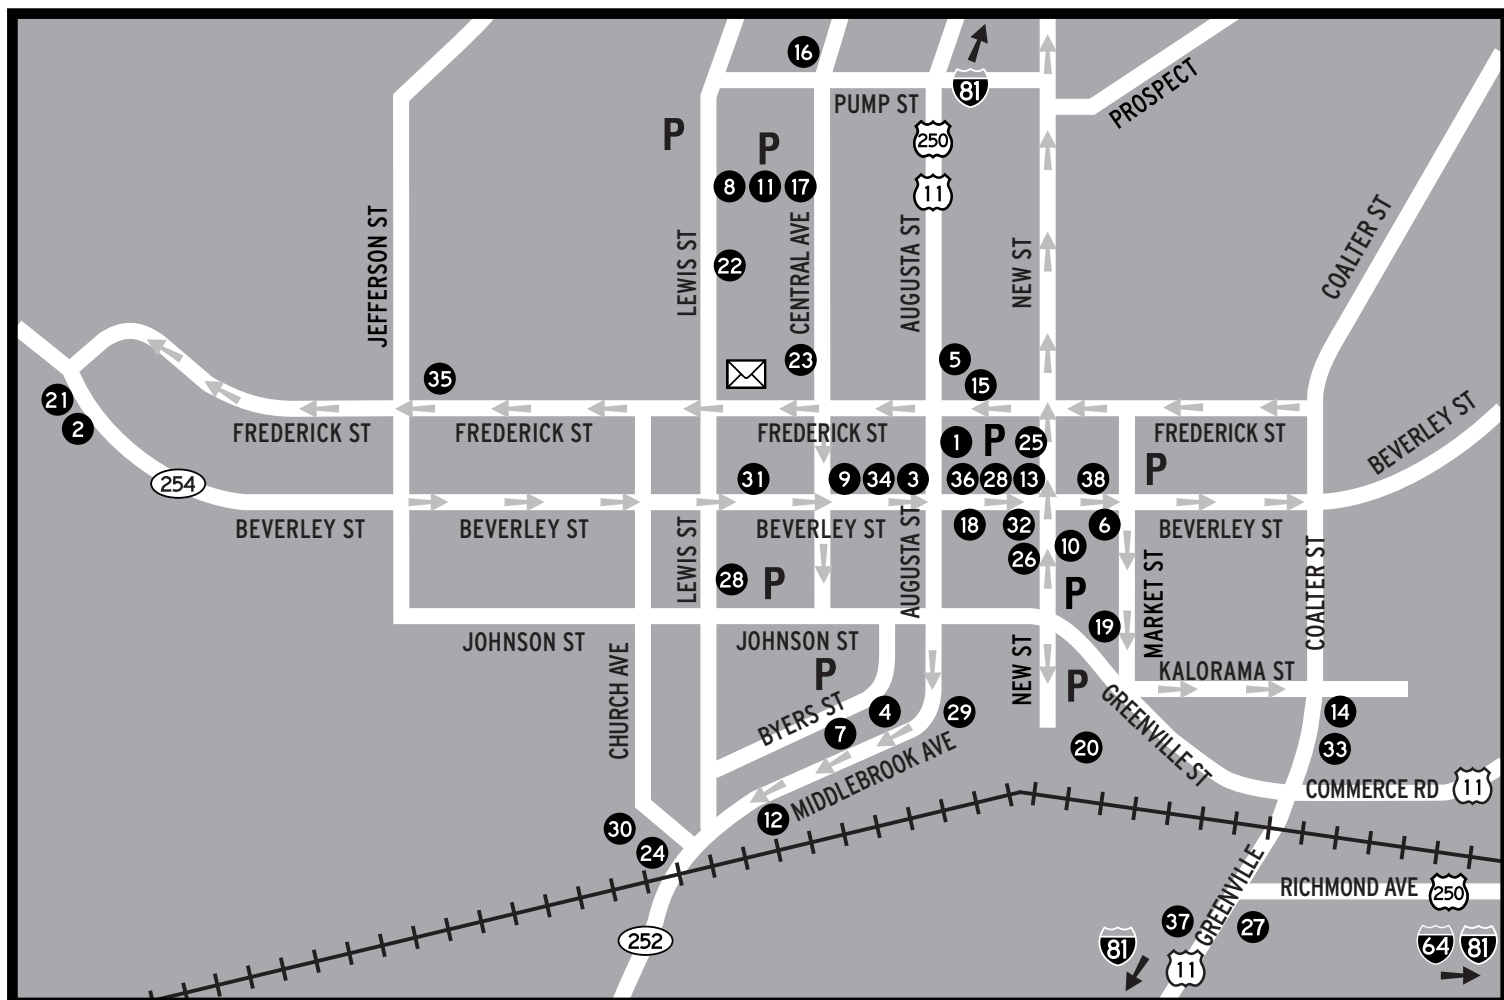 16
81
PUMP ST
PROSPECT
P
P
250
8 11 17
11
JEFFERSON ST
LEWIS ST
22
CENTRAL AVE
AUGUSTA ST
NEW ST
COALTER ST
23
5
35
15
21
2
FREDERICK ST
FREDERICK ST
FREDERICK ST
1
P
25
FREDERICK ST
BEVERLEY ST
254
31
9 34 3
36 28 13
38
P
BEVERLEY ST
BEVERLEY ST
LEWIS ST
BEVERLEY ST
AUGUSTA ST
18
32
6
BEVERLEY ST
26
10
28
P
P
MARKET ST
COALTER ST
19
JOHNSON ST
CHURCH AVE
JOHNSON ST
P
NEW ST
P
KALORAMA ST
BYERS ST
4
7
29
GREENVILLE ST
14
20
33
MIDDLEBROOK AVE
COMMERCE RD
11
12
30
24
RICHMOND AVE
250
GREENVILLE
37
27
252
81
11
64
81